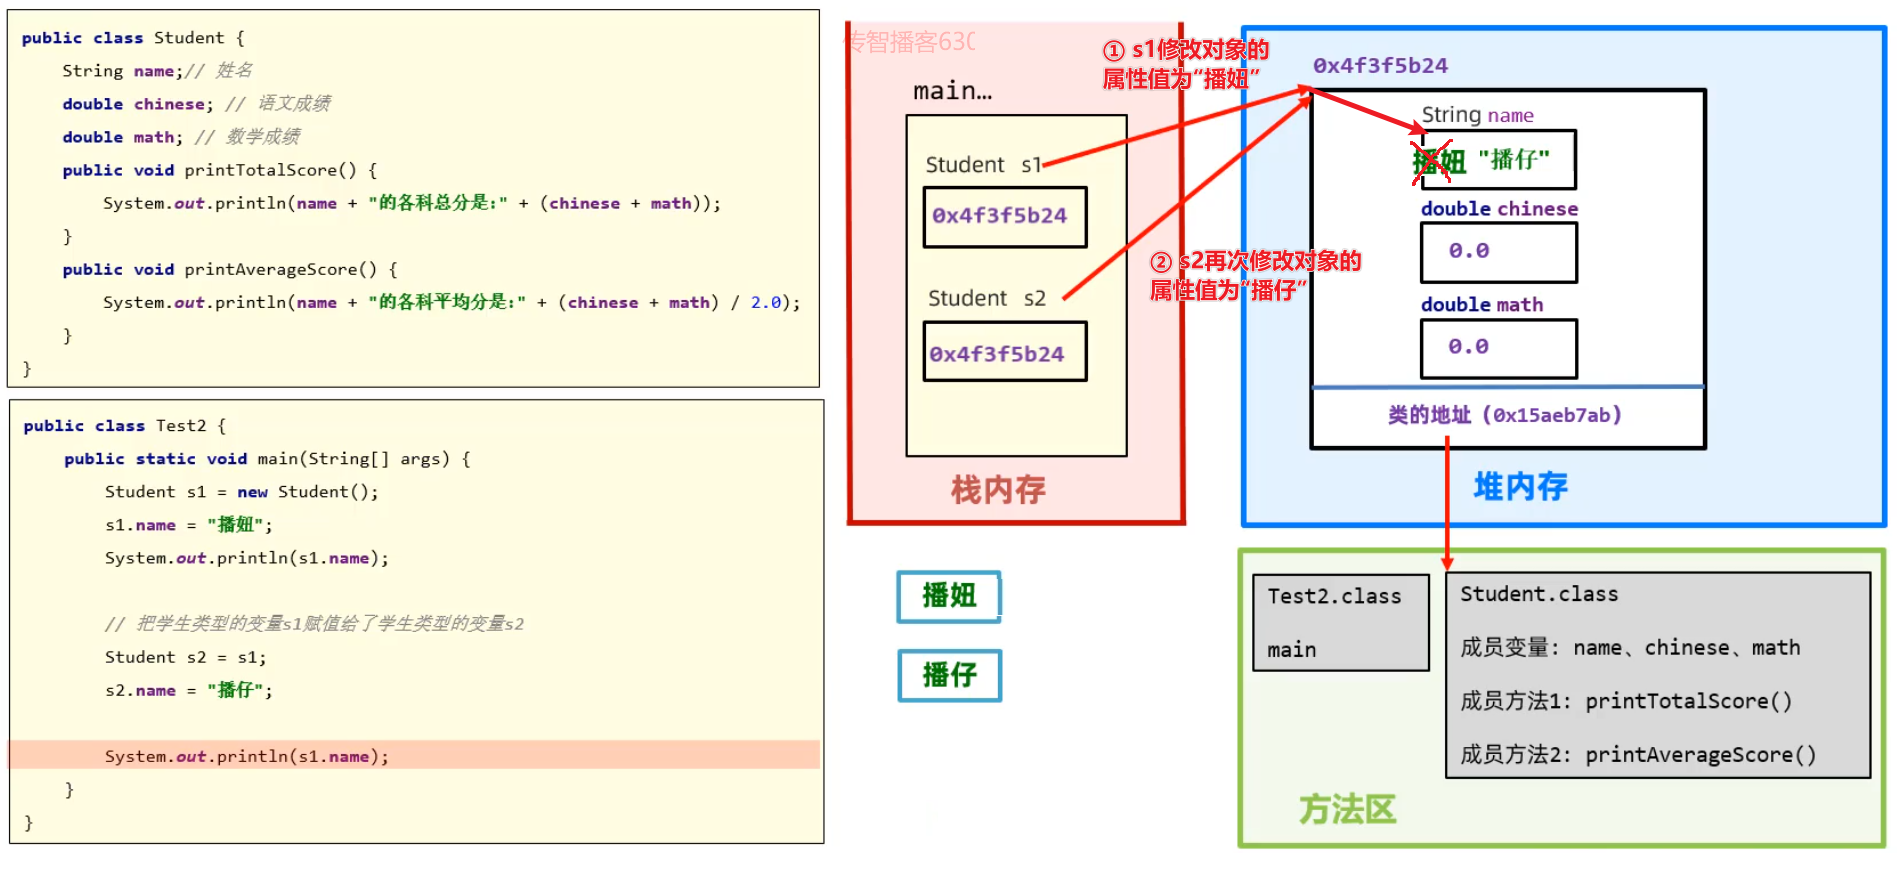 public class Student {
String name;// 姓名
double chinese; // 语文成绩
double math; // 数学成绩
public void printTotalScore() {
System.out.println(name + "的各科总分是:" + (chinese + math));
}
public void printAverageScore() {
System.out.println(name + "的各科平均分是:" + (chinese + math) / 2.0);
}
}
public class Test2 {
public static void main(String[] args) {
Student s1 = new Student();
s1.name = "播妞";
System.out.println(s1.name);
// 把学生类型的变量s1赋值给了学生类型的变量s2
Student s2 = s1;
s2.name = "播仔";
System.out.println(s1.name);
}
}
传智播客630
main…
Student s1
0x4f3f5b24
Student s2
0x4f3f5b24
栈内存
① s1修改对象的
属性值为“播妞”
② s2再次修改对象的
属性值为“播仔”
0x4f3f5b24
String name
播妞 "播仔"
double chinese
0.0
double math
0.0
类的地址（0x15aeb7ab）
堆内存
播妞
播仔
Test2.class
main
Student.class
成员变量: name、chinese、math
成员方法1: printTotalScore()
成员方法2: printAverageScore()
方法区